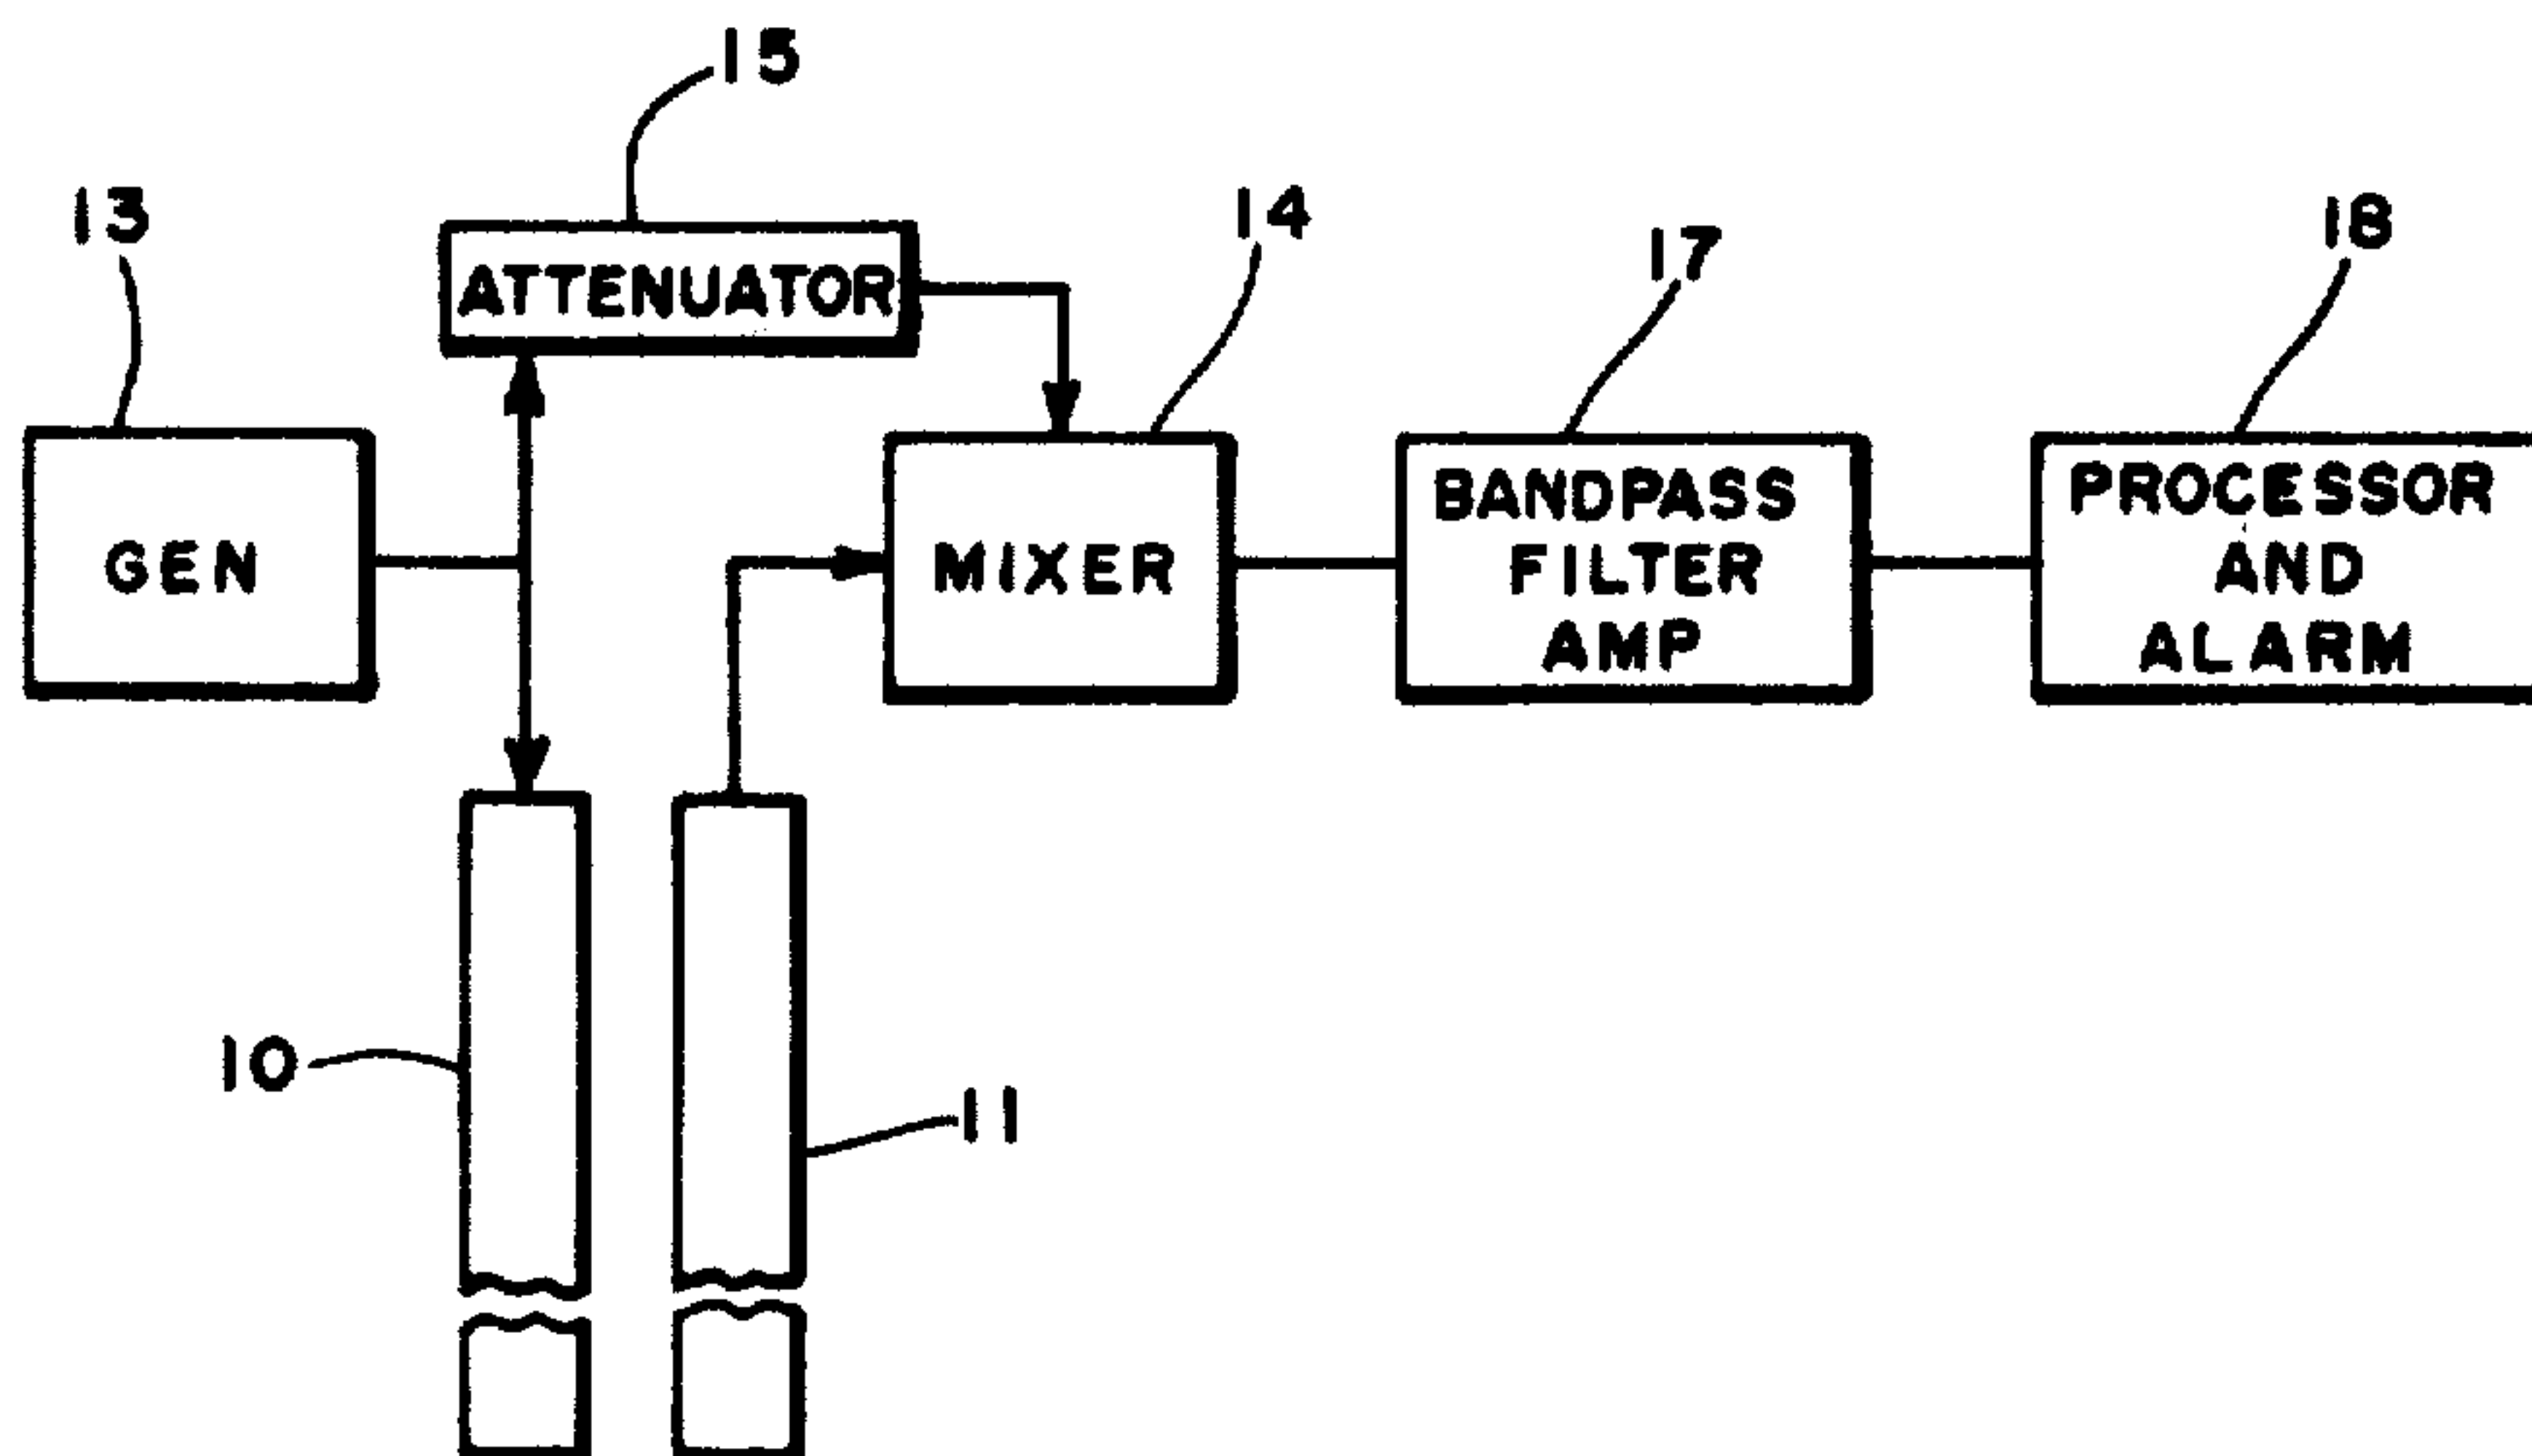 15
13
14
17
18
ATTENUATOR
GEN
MIXER
BANDPASS
FILTER
AMP
PROCESSOR
AND
ALARM
10
11